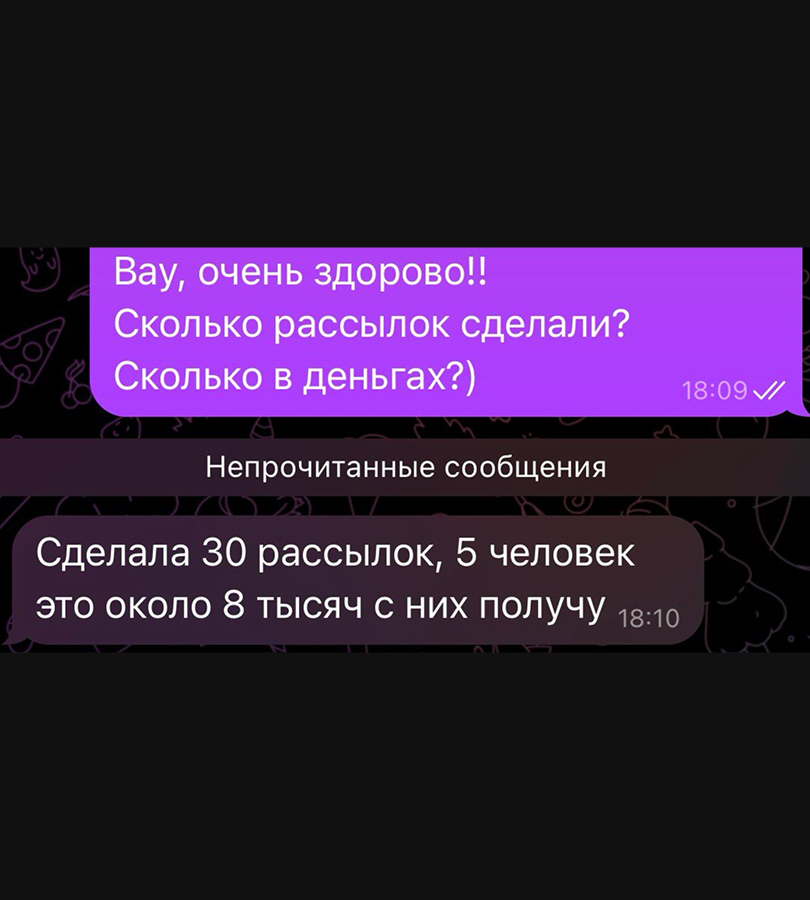 Вау, очень здорово!!
Сколько рассылок сделали?
Сколько в деньгах?)
18:09
Непрочитанные сообщения
Сделала 30 рассылок, 5 человек
это около 8 тысяч с них получу
18:10